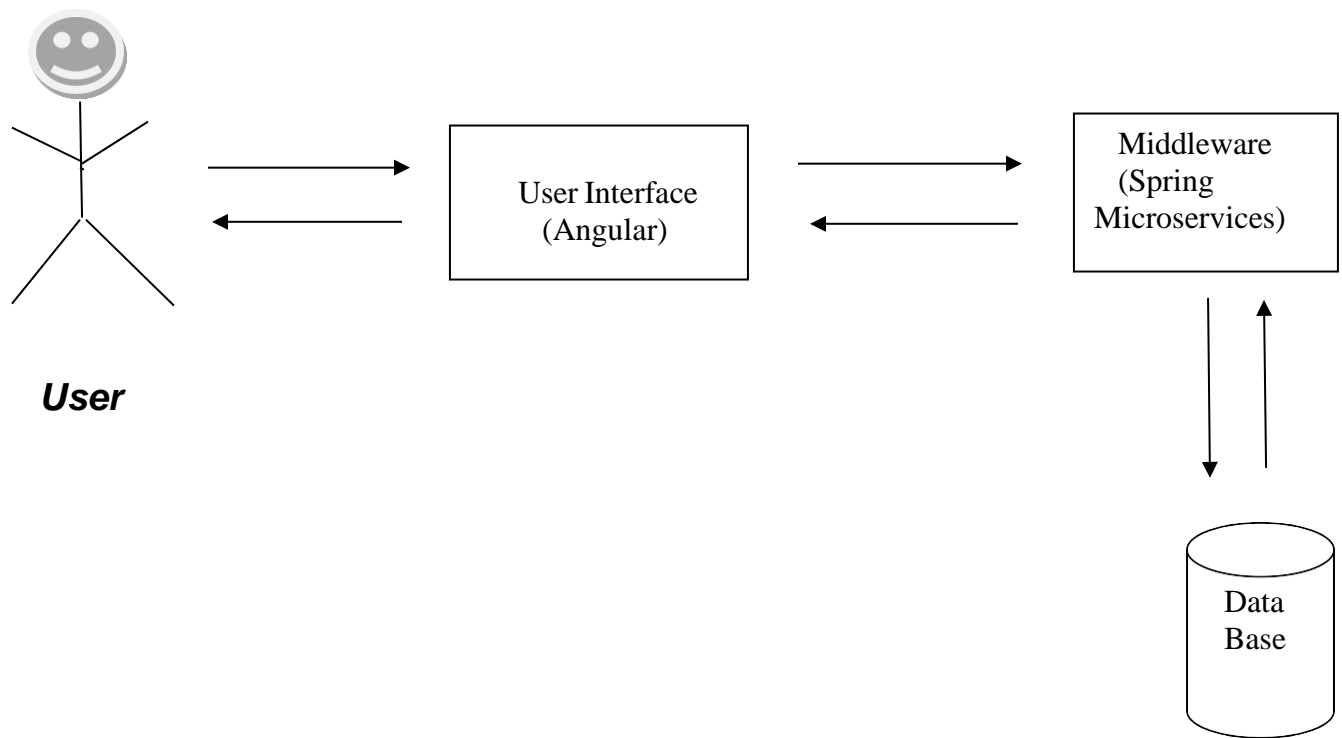 User
User Interface
(Angular)
Middleware
(Spring
Microservices)
Data
Base